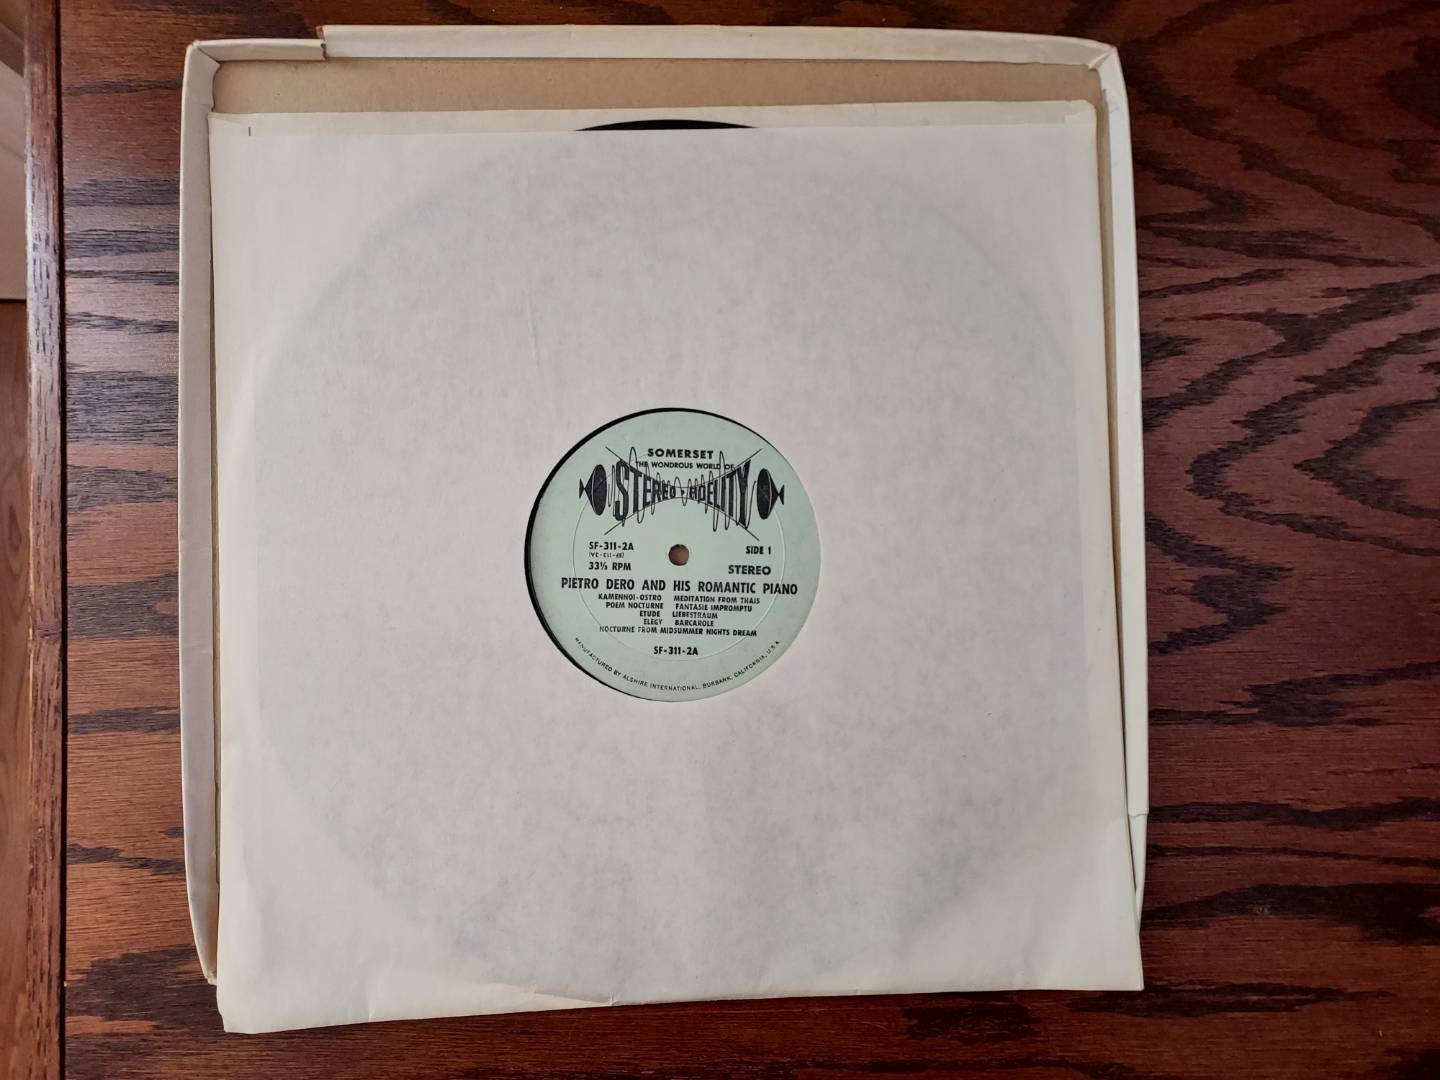 SOMERSET
THE WONDROUS WORLD OF
STEREO-FIDELITY
SF-311-2A
SIDE 1
33⅓ RPM
STEREO
PIETRO DERO AND HIS ROMANTIC PIANO
KAMENNOI-OSTRO MEDITATION FROM THAIS
POEM NOCTURNE FANTASIE IMPROMPTU
ETUDE LIEBESTRAUM
ELEGY BARCAROLE
NOCTURNE FROM MIDSUMMER NIGHTS DREAM
SF-311-2A
MANUFACTURED BY ALSHIRE INTERNATIONAL, BURBANK, CALIFORNIA, U.S.A.